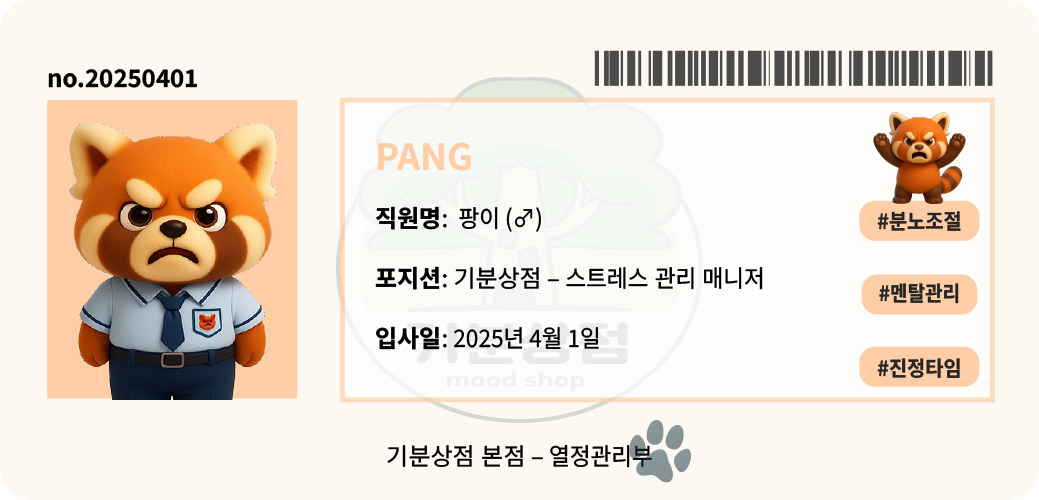 no.20250401
PANG
직원명: 팡이 (♂)
포지션: 기분상점 – 스트레스 관리 매니저
입사일: 2025년 4월 1일
#분노조절
#멘탈관리
#진정타임
기분상점
mood shop
기분상점 본점 – 열정관리부